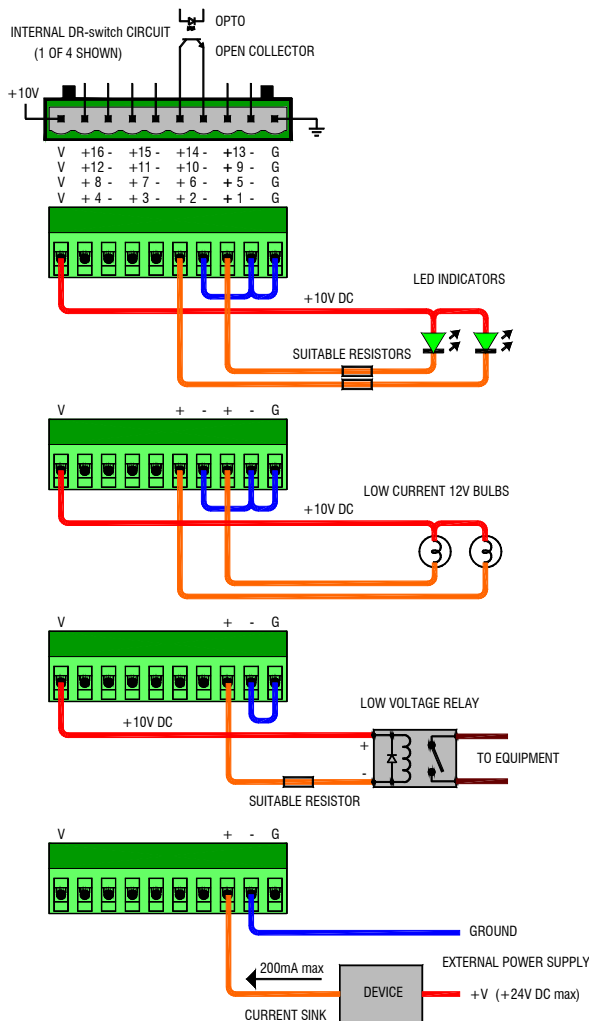 OPTO
INTERNAL DR-switch CIRCUIT
(1 OF 4 SHOWN)
OPEN COLLECTOR
+10V
V +16 - +15 - +14 - +13 - G
V +12 - +11 - +10 - + 9 - G
V + 8 - + 7 - + 6 - + 5 - G
V + 4 - + 3 - + 2 - + 1 - G
LED INDICATORS
+10V DC
SUITABLE RESISTORS
V + - + - G
LOW CURRENT 12V BULBS
+10V DC
V + - G
LOW VOLTAGE RELAY
+10V DC
+
TO EQUIPMENT
-
SUITABLE RESISTOR
V + - G
GROUND
EXTERNAL POWER SUPPLY
200mA max
DEVICE
+V (+24V DC max)
CURRENT SINK